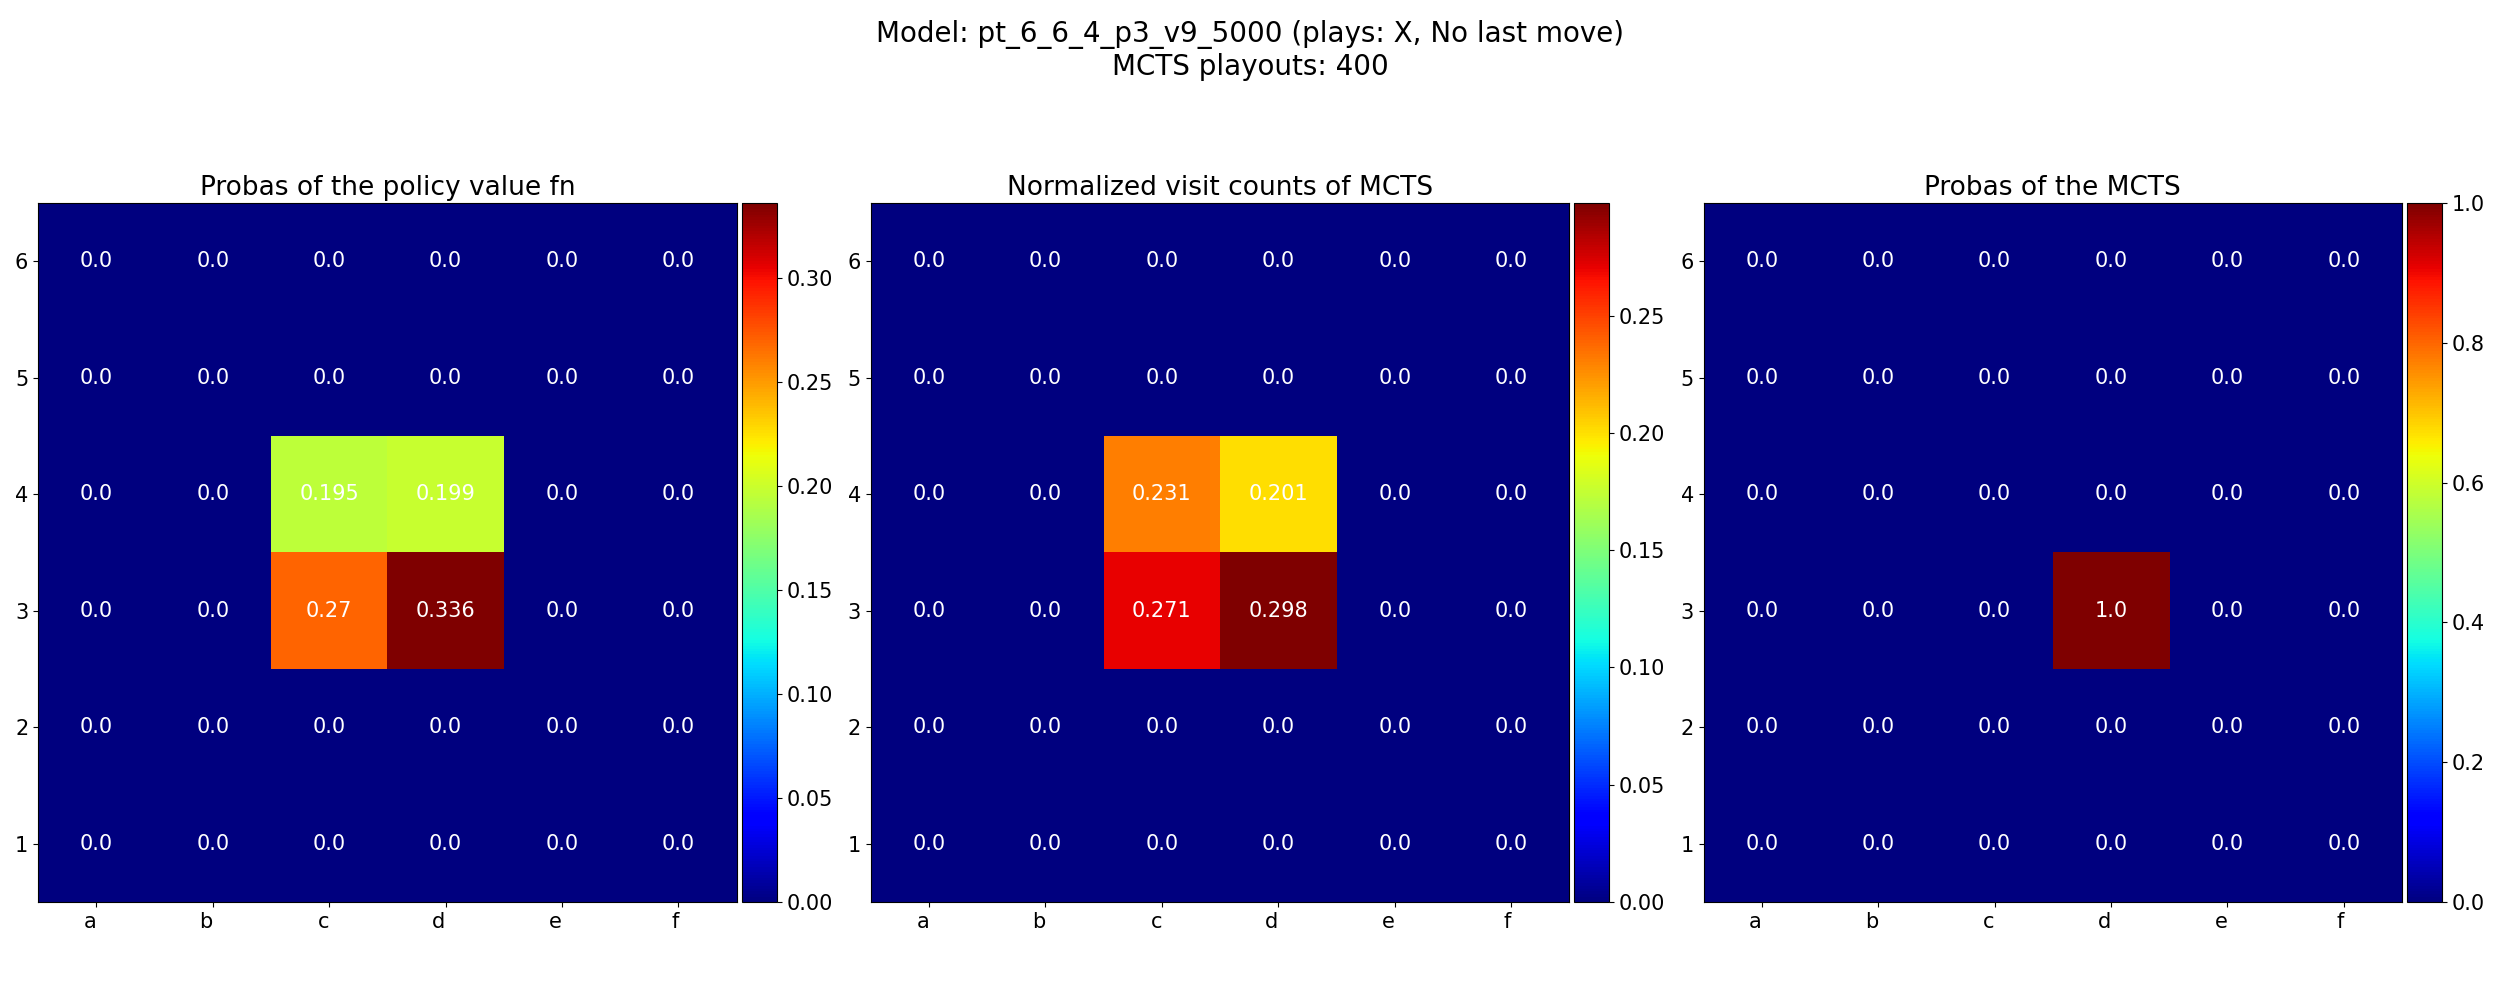 Model: pt_6_6_4_p3_v9_5000 (plays: X, No last move)
MCTS playouts: 400
Probas of the policy value fn
6 0.0 0.0 0.0 0.0 0.0 0.0
5 0.0 0.0 0.0 0.0 0.0 0.0
4 0.0 0.0 0.195 0.199 0.0 0.0
3 0.0 0.0 0.27 0.336 0.0 0.0
2 0.0 0.0 0.0 0.0 0.0 0.0
1 0.0 0.0 0.0 0.0 0.0 0.0
a b c d e f
0.30
0.25
0.20
0.15
0.10
0.05
0.00
Normalized visit counts of MCTS
6 0.0 0.0 0.0 0.0 0.0 0.0
5 0.0 0.0 0.0 0.0 0.0 0.0
4 0.0 0.0 0.231 0.201 0.0 0.0
3 0.0 0.0 0.271 0.298 0.0 0.0
2 0.0 0.0 0.0 0.0 0.0 0.0
1 0.0 0.0 0.0 0.0 0.0 0.0
a b c d e f
0.25
0.20
0.15
0.10
0.05
0.00
Probas of the MCTS
6 0.0 0.0 0.0 0.0 0.0 0.0
5 0.0 0.0 0.0 0.0 0.0 0.0
4 0.0 0.0 0.0 0.0 0.0 0.0
3 0.0 0.0 0.0 1.0 0.0 0.0
2 0.0 0.0 0.0 0.0 0.0 0.0
1 0.0 0.0 0.0 0.0 0.0 0.0
a b c d e f
1.0
0.8
0.6
0.4
0.2
0.0